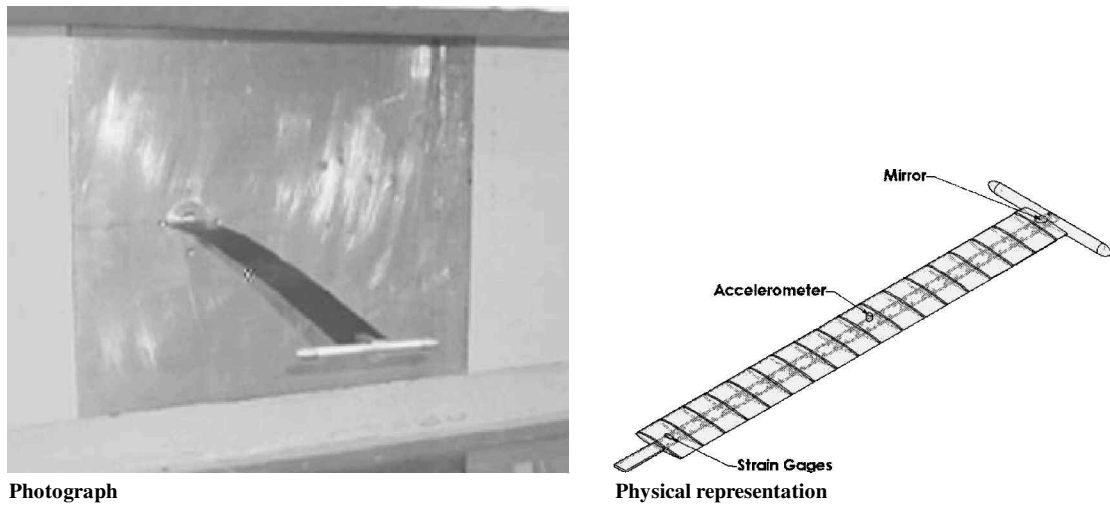 Mirror
Accelerometer
Strain Gages
Photograph
Physical representation